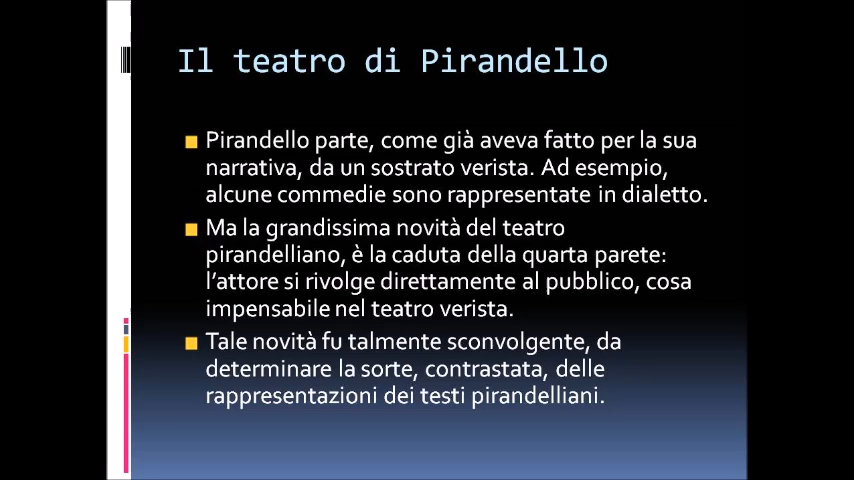 Il teatro di Pirandello
Pirandello parte, come già aveva fatto per la sua
narrativa, da un sostrato verista. Ad esempio,
alcune commedie sono rappresentate in dialetto.
Ma la grandissima novità del teatro
pirandelliano, è la caduta della quarta parete:
l’attore si rivolge direttamente al pubblico, cosa
impensabile nel teatro verista.
Tale novità fu talmente sconvolgente, da
determinare la sorte, contrastata, delle
rappresentazioni dei testi pirandelliani.